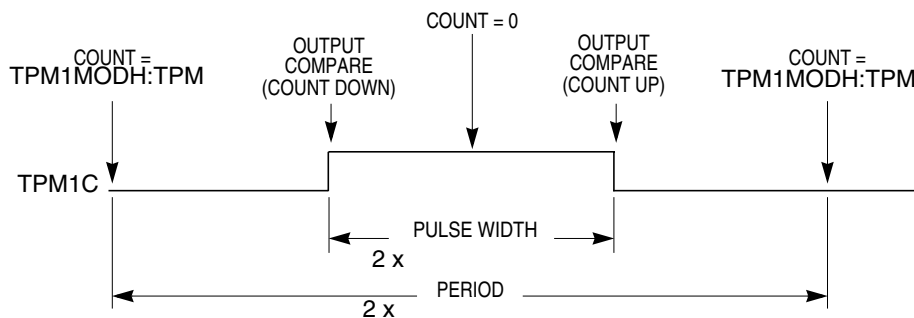 COUNT = 0
COUNT =
TPM1MODH:TPM
OUTPUT
COMPARE
(COUNT DOWN)
OUTPUT
COMPARE
(COUNT UP)
COUNT =
TPM1MODH:TPM
TPM1C
PULSE WIDTH
2 x
PERIOD
2 x